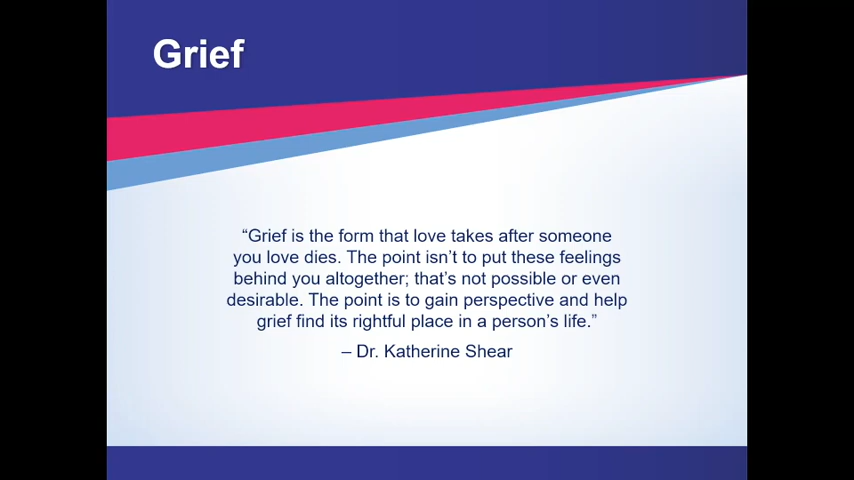 Grief
“Grief is the form that love takes after someone
you love dies. The point isn’t to put these feelings
behind you altogether; that’s not possible or even
desirable. The point is to gain perspective and help
grief find its rightful place in a person’s life.”
– Dr. Katherine Shear